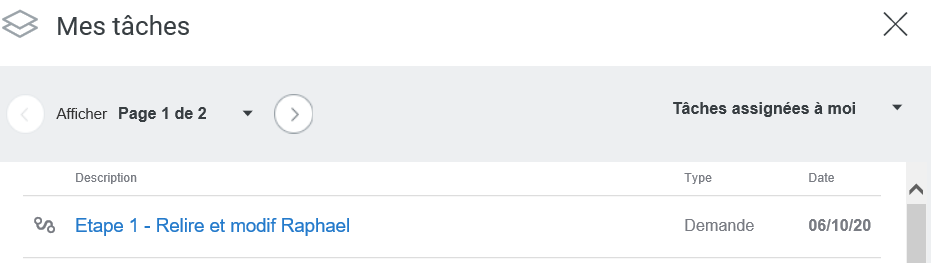 Mes tâches
Afficher Page 1 de 2 Tâches assignées à moi
Description Type Date
Etape 1 - Relire et modif Raphael Demande 06/10/20